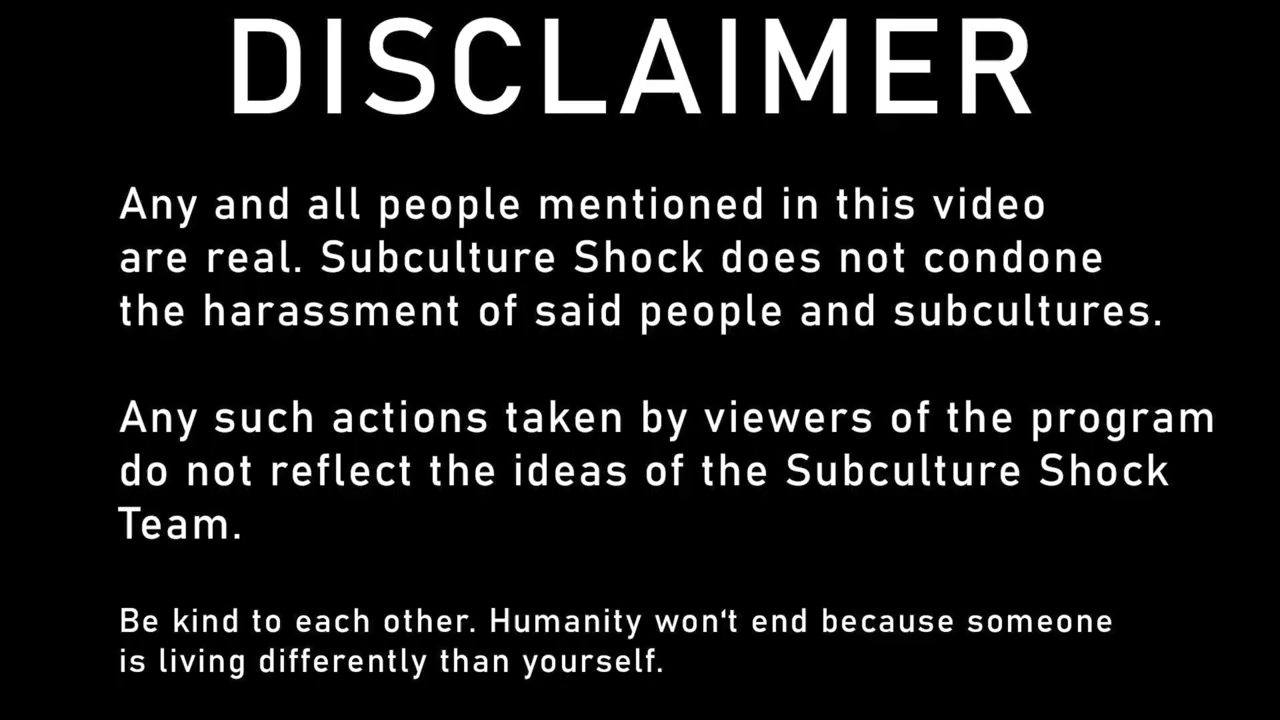 DISCLAIMER
Any and all people mentioned in this video
are real. Subculture Shock does not condone
the harassment of said people and subcultures.
Any such actions taken by viewers of the program
do not reflect the ideas of the Subculture Shock
Team.
Be kind to each other. Humanity won‘t end because someone
is living differently than yourself.